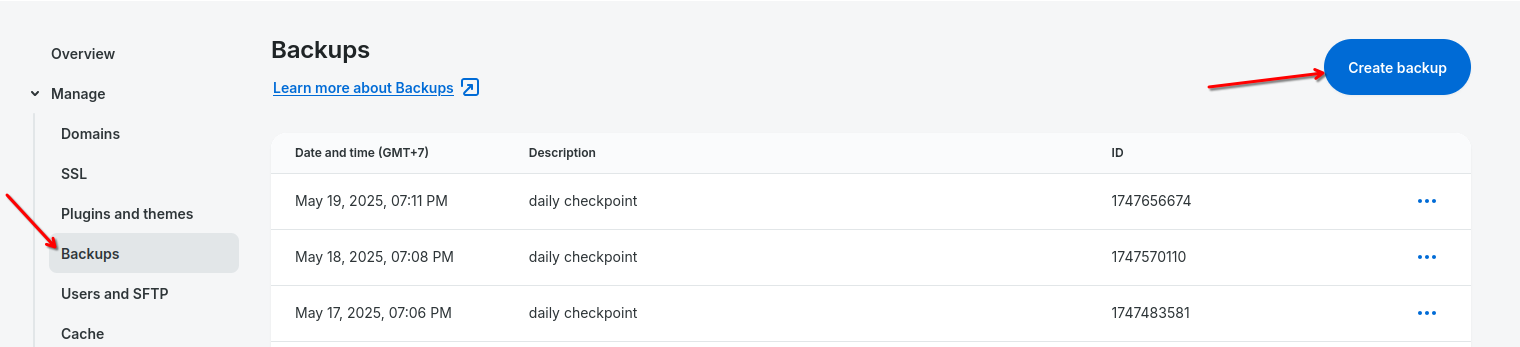 Overview
Manage
Domains
SSL
Plugins and themes
Backups
Users and SFTP
Cache
Backups
Learn more about Backups
Create backup
Date and time (GMT+7) Description ID
May 19, 2025, 07:11 PM daily checkpoint 1747656674
May 18, 2025, 07:08 PM daily checkpoint 1747570110
May 17, 2025, 07:06 PM daily checkpoint 1747483581